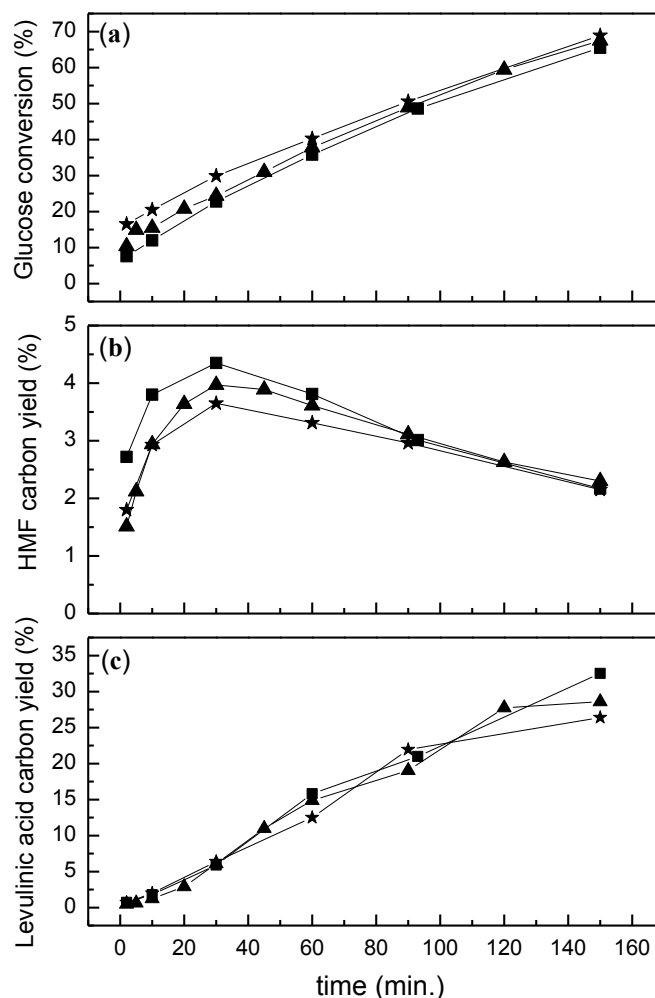 (a)
Glucose conversion (%)
70
60
50
40
30
20
10
0
(b)
HMF carbon yield (%)
5
4
3
2
1
0
(c)
Levulinic acid carbon yield (%)
35
30
25
20
15
10
5
0
0 20 40 60 80 100 120 140 160
time (min.)